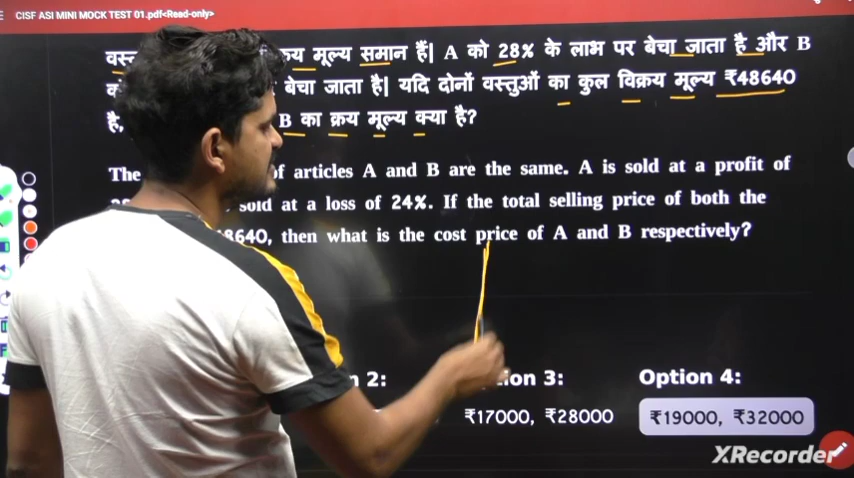 CISF ASI MINI MOCK TEST 01.pdf<Read-only>
मूल्य समान हैं| A को 28% के लाभ पर बेचा जाता है और B
बेचा जाता है| यदि दोनों वस्तुओं का कुल विक्रय मूल्य ₹48640
है, B का क्रय मूल्य क्या है?
The of articles A and B are the same. A is sold at a profit of
sold at a loss of 24%. If the total selling price of both the
8640, then what is the cost price of A and B respectively?
2: ion 3: Option 4:
₹17000, ₹28000 ₹19000, ₹32000
XRecorder